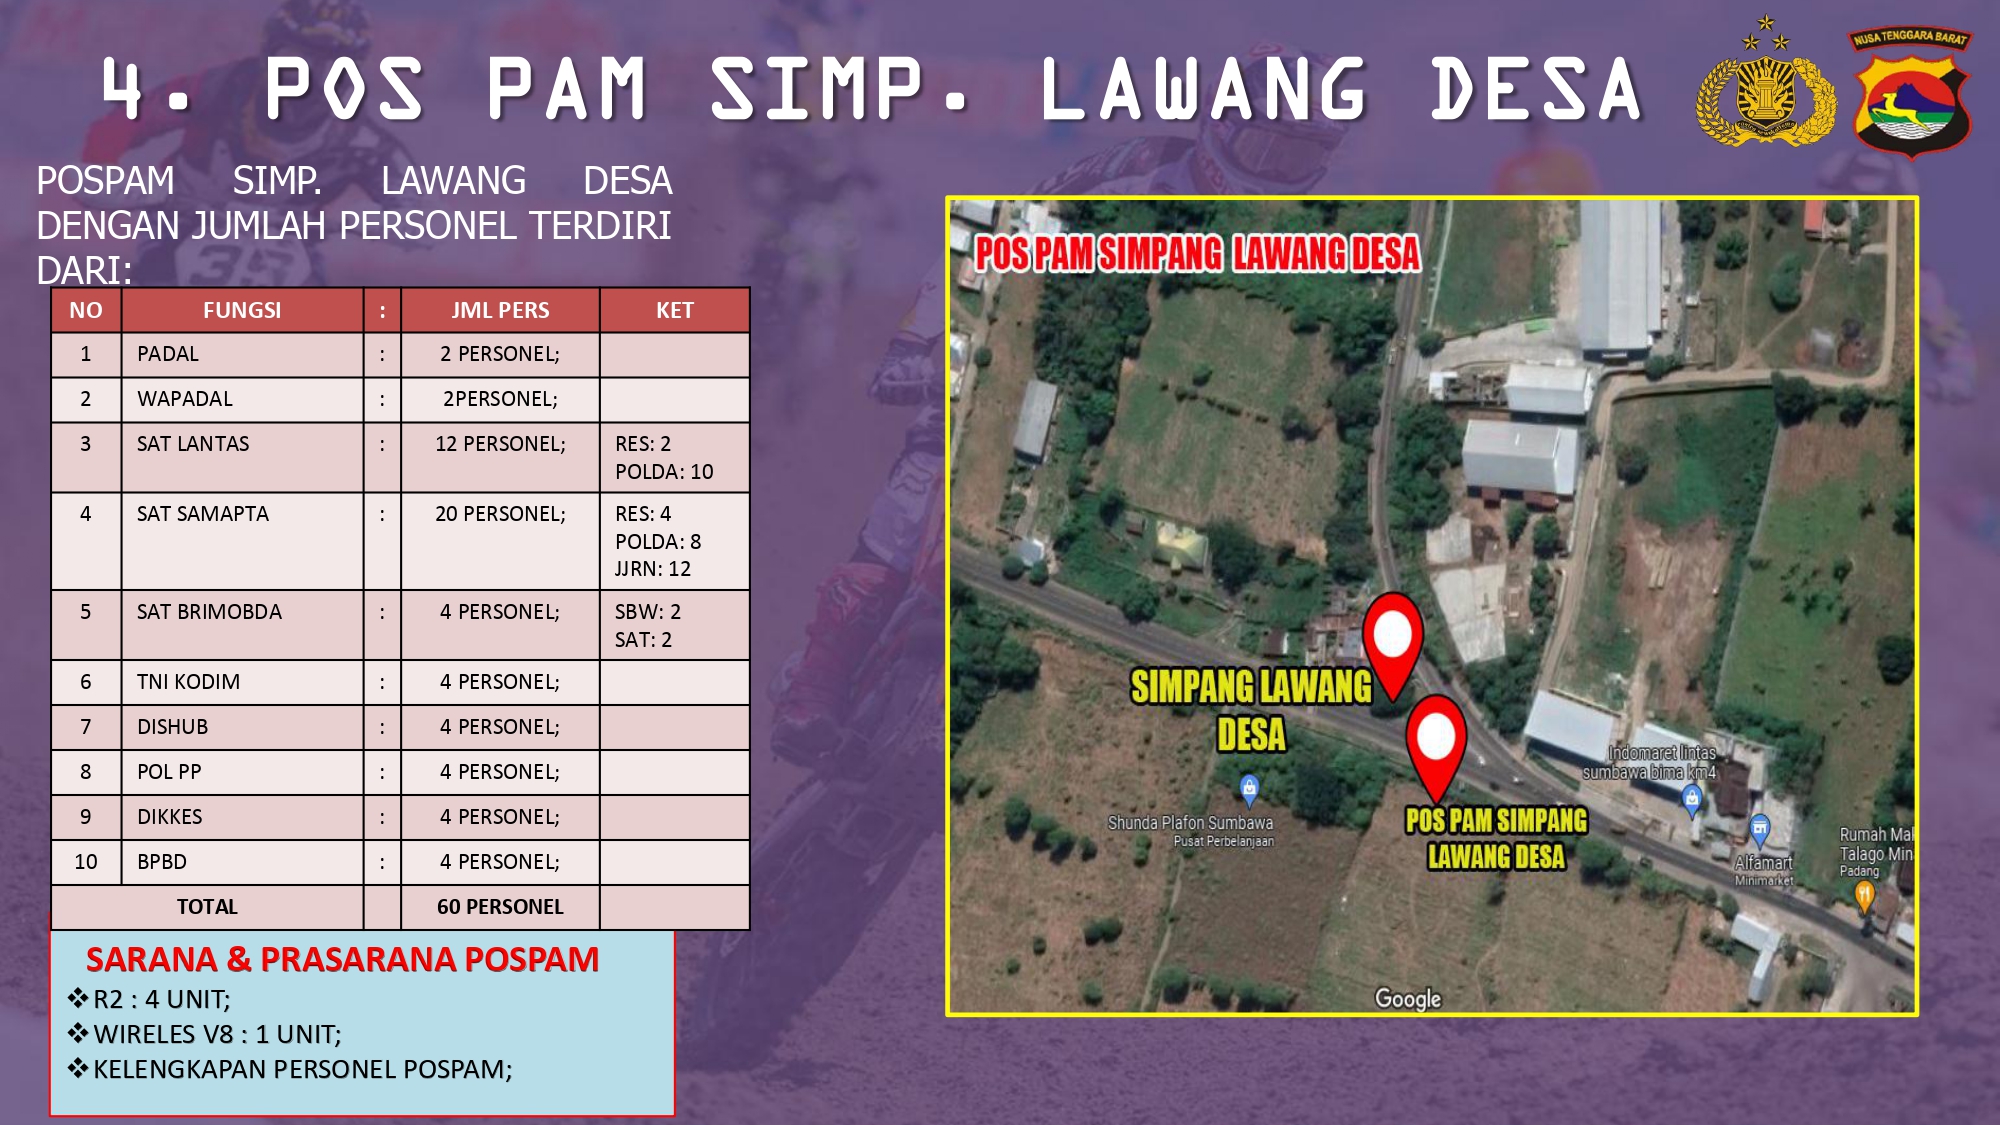 4. POS PAM SIMP. LAWANG DESA
NUSA TENGGARA BARAT
POSPAM SIMP. LAWANG DESA
DENGAN JUMLAH PERSONEL TERDIRI
DARI:
NO FUNGSI : JML PERS KET
1 PADAL : 2 PERSONEL;
2 WAPADAL : 2PERSONEL;
3 SAT LANTAS : 12 PERSONEL; RES: 2
POLDA: 10
4 SAT SAMAPTA : 20 PERSONEL; RES: 4
POLDA: 8
JJRN: 12
5 SAT BRIMOBDA : 4 PERSONEL; SBW: 2
SAT: 2
6 TNI KODIM : 4 PERSONEL;
7 DISHUB : 4 PERSONEL;
8 POL PP : 4 PERSONEL;
9 DIKKES : 4 PERSONEL;
10 BPBD : 4 PERSONEL;
TOTAL 60 PERSONEL
SARANA & PRASARANA POSPAM
❖R2 : 4 UNIT;
❖WIRELES V8 : 1 UNIT;
❖KELENGKAPAN PERSONEL POSPAM;
POS PAM SIMPANG LAWANG DESA
SIMPANG LAWANG
DESA
POS PAM SIMPANG
LAWANG DESA
Indomaret lintas
sumbawa bima km4
Shunda Plafon Sumbawa
Pusat Perbelanjaan
Alfamart
Minimarket
Rumah Mak
Talago Min
Padang
Google